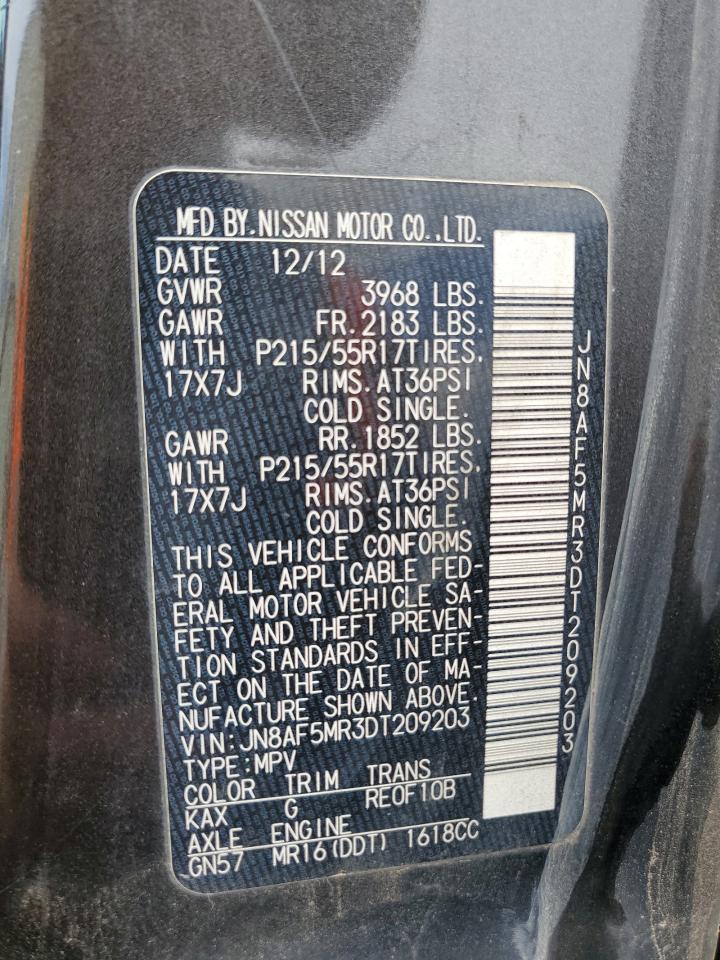 MFD BY. NISSAN MOTOR CO.,LTD.
DATE 12/12
GVWR 3968 LBS.
GAWR FR.2183 LBS.
WITH P215/55R17TIRES.
17X7J RIMS.AT36PSI
COLD SINGLE.
GAWR RR.1852 LBS.
WITH P215/55R17TIRES.
17X7J RIMS.AT36PSI
COLD SINGLE.
THIS VEHICLE CONFORMS
TO ALL APPLICABLE FED-
ERAL MOTOR VEHICLE SA-
FETY AND THEFT PREVEN-
TION STANDARDS IN EFF-
ECT ON THE DATE OF MA-
NUFACTURE SHOWN ABOVE.
VIN:JN8AF5MR3DT209203
TYPE:MPV
COLOR TRIM TRANS
KAX G RE0F10B
AXLE ENGINE
GN57 MR16(DDT) 1618CC
JN8AF5MR3DT209203